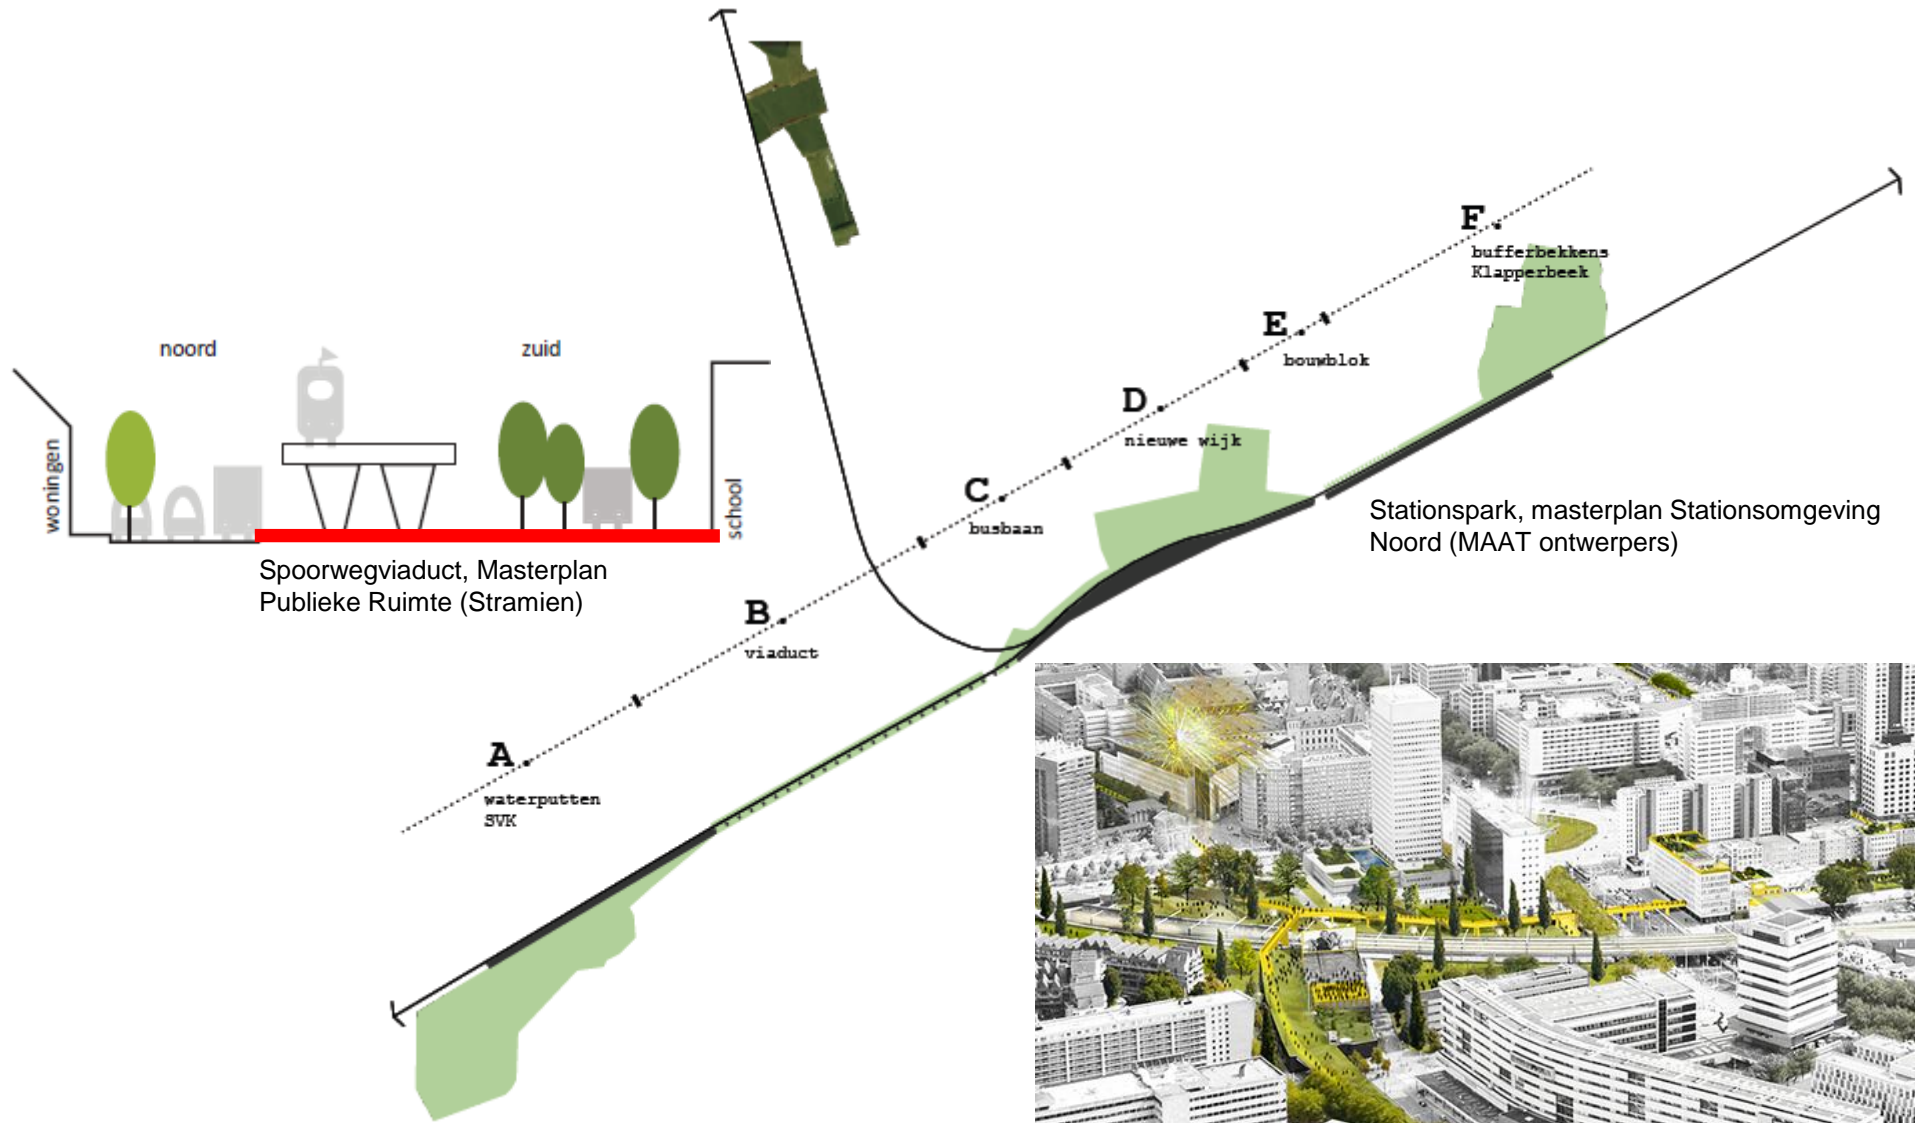 noord
zuid
woningen
school
Spoorwegviaduct, Masterplan
Publieke Ruimte (Stramien)
A
waterputten
SVK
B
viaduct
C
busbaan
D
nieuwe wijk
E
bouwblok
F
bufferbekkens
Klapperbeek
Stationspark, masterplan Stationsomgeving
Noord (MAAT ontwerpers)